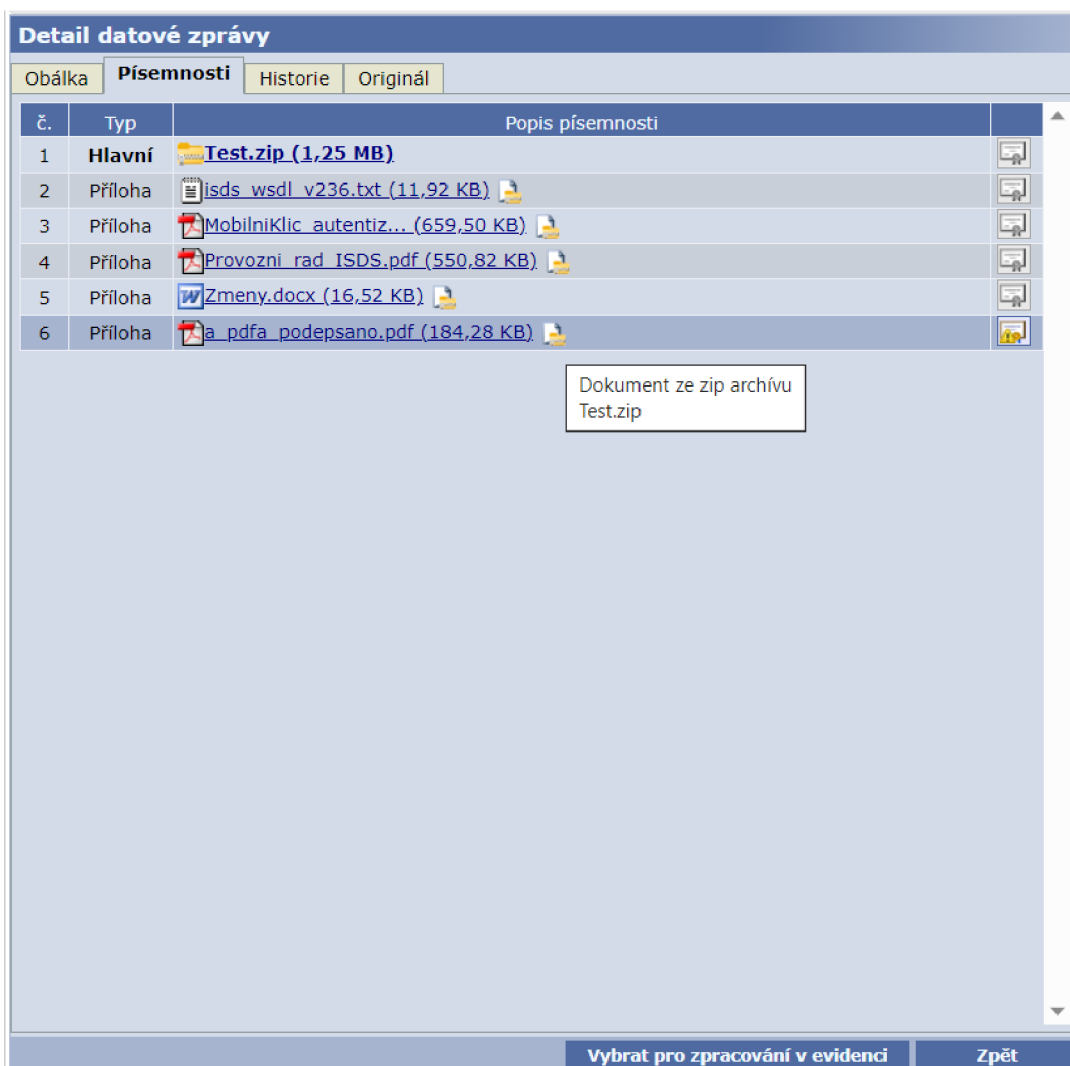 Detail datové zprávy
Obálka Písemnosti Historie Originál
č. Typ Popis písemnosti
1 Hlavní Test.zip (1,25 MB)
2 Příloha isds_wsdl_v236.txt (11,92 KB)
3 Příloha MobilniKlic_autentiz... (659,50 KB)
4 Příloha Provozni_rad_ISDS.pdf (550,82 KB)
5 Příloha Zmeny.docx (16,52 KB)
6 Příloha a_pdfa_podepsano.pdf (184,28 KB)
Dokument ze zip archívu
Test.zip
Vybrat pro zpracování v evidenci Zpět